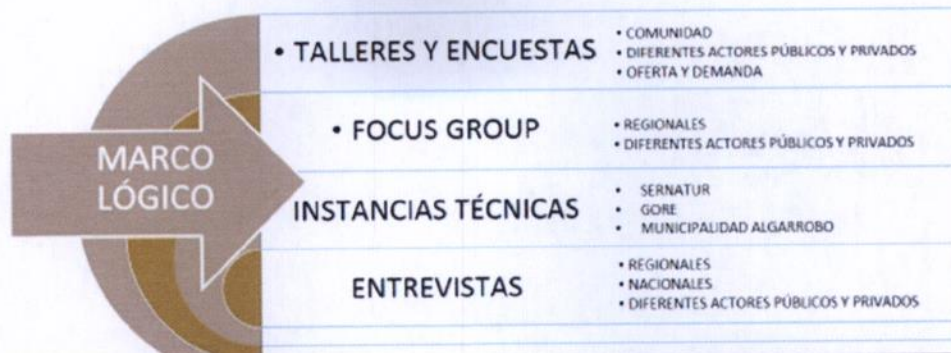 • TALLERES Y ENCUESTAS
• COMUNIDAD
• DIFERENTES ACTORES PÚBLICOS Y PRIVADOS
• OFERTA Y DEMANDA
• FOCUS GROUP
• REGIONALES
• DIFERENTES ACTORES PÚBLICOS Y PRIVADOS
MARCO
LÓGICO
INSTANCIAS TÉCNICAS
• SERNATUR
• GORE
• MUNICIPALIDAD ALGARROBO
ENTREVISTAS
• REGIONALES
• NACIONALES
• DIFERENTES ACTORES PÚBLICOS Y PRIVADOS